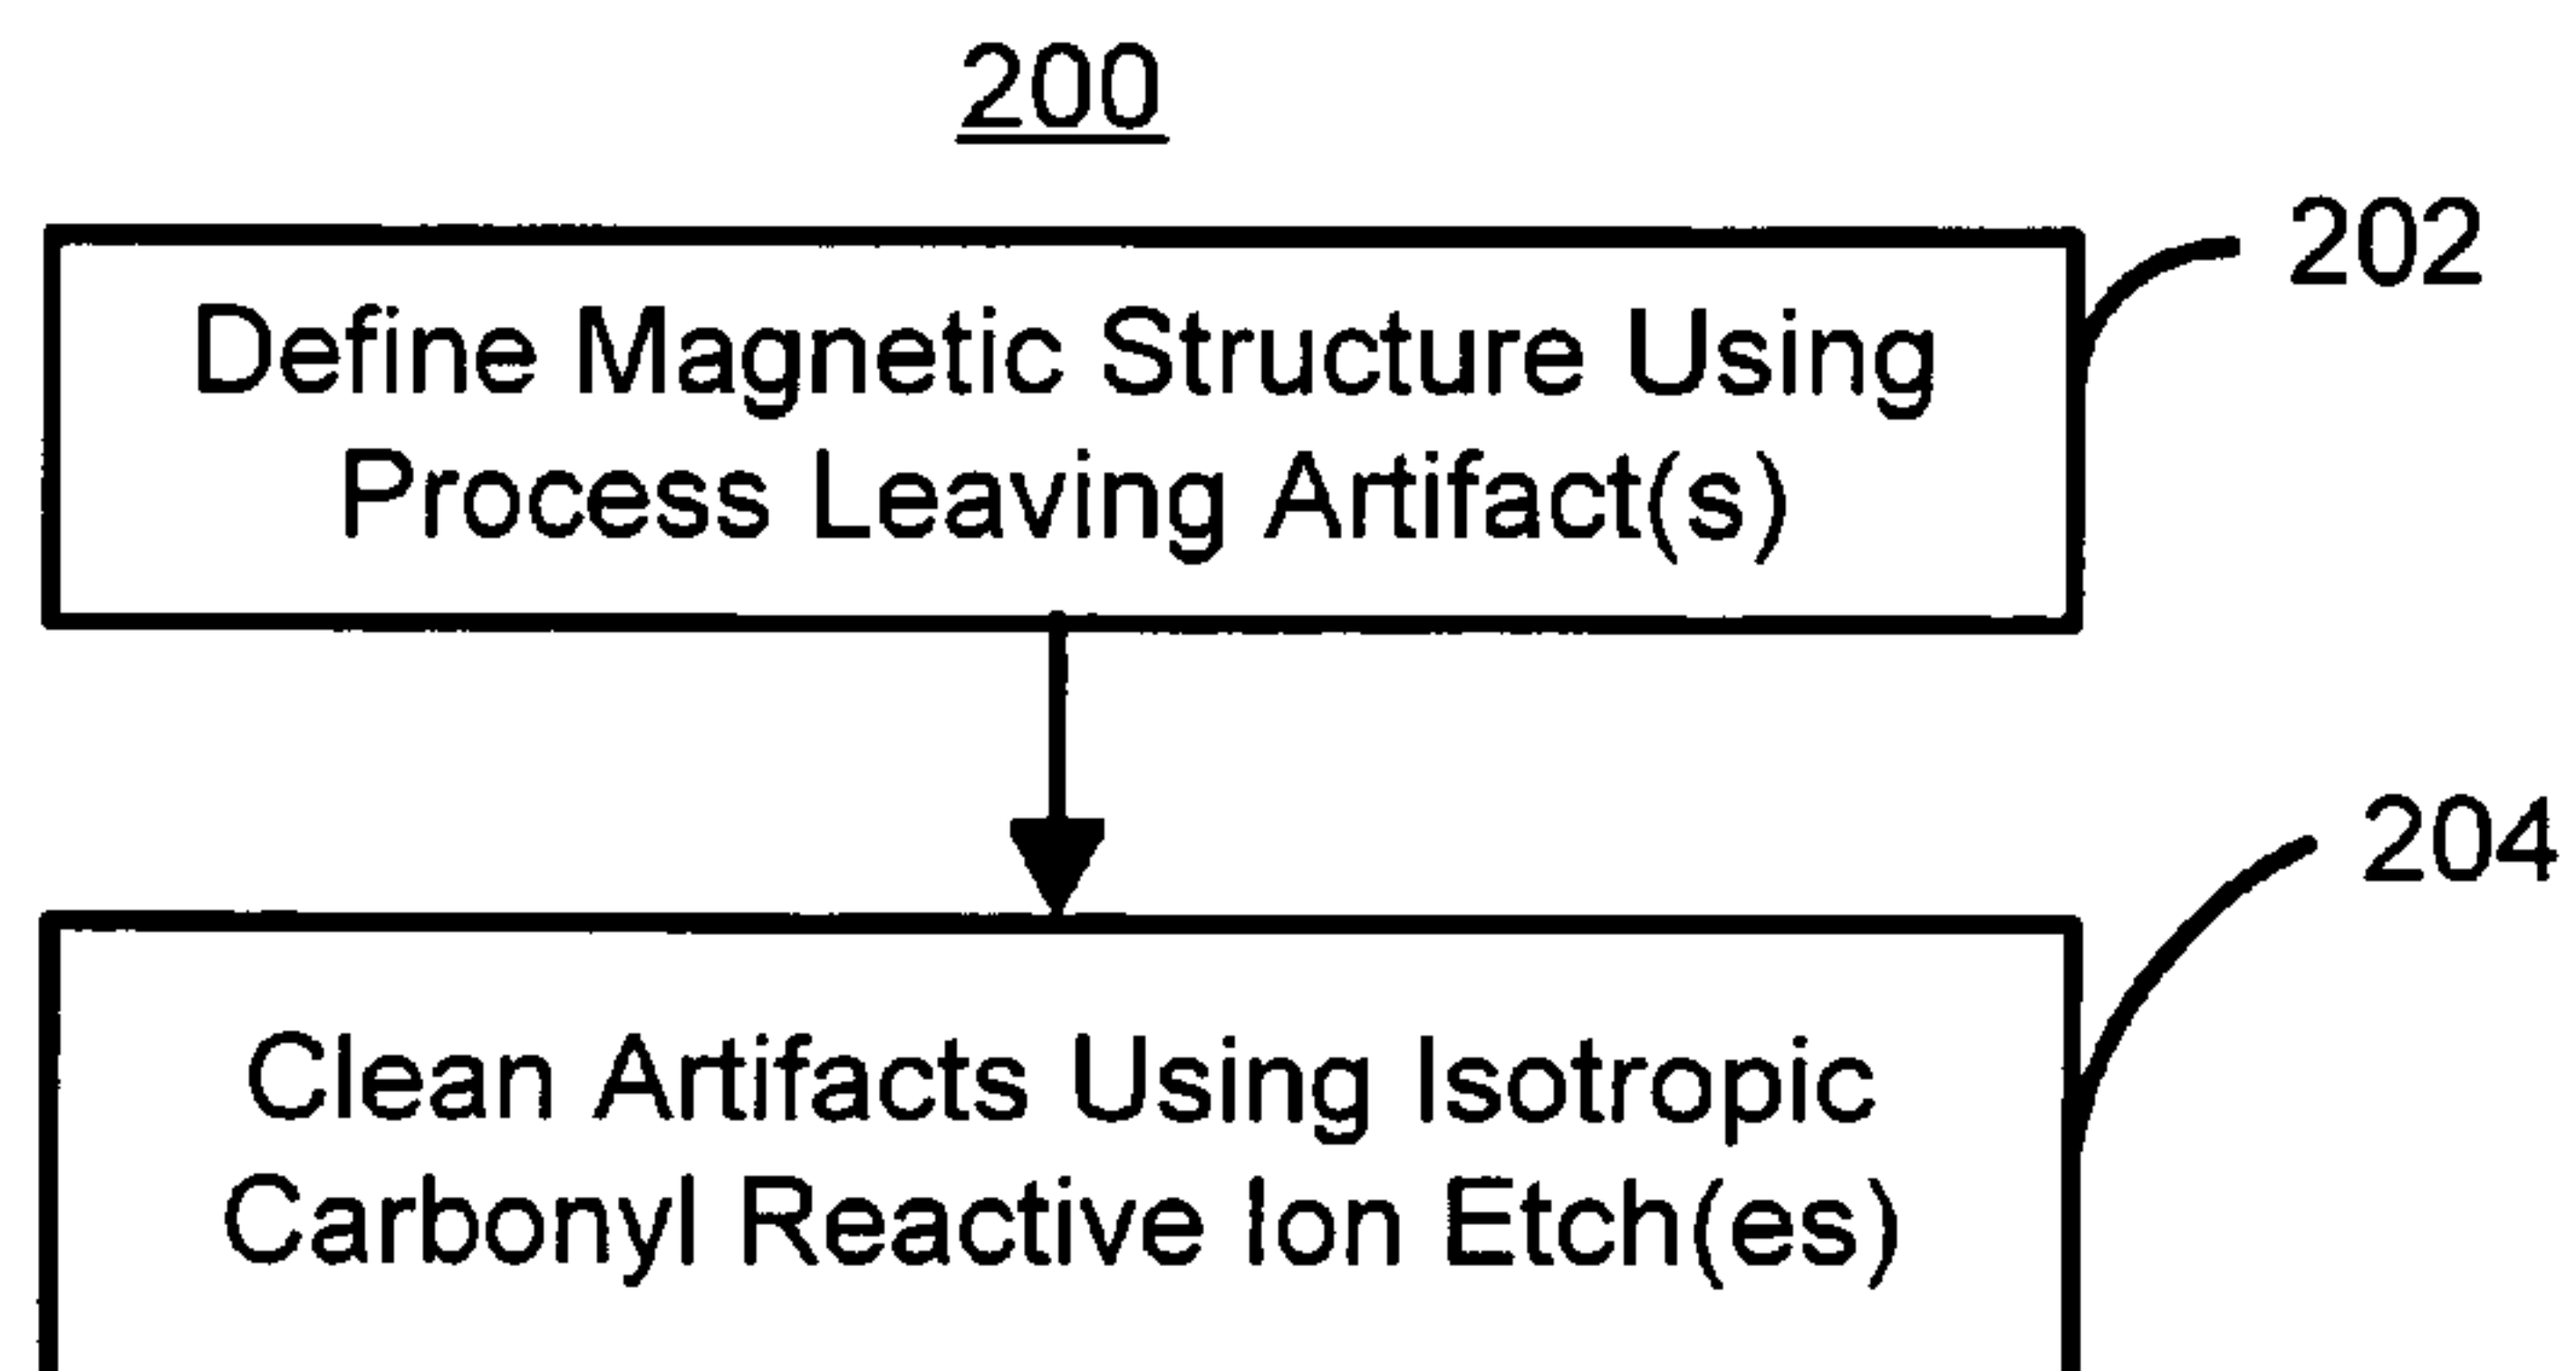 200
202
Define Magnetic Structure Using
Process Leaving Artifact(s)
204
Clean Artifacts Using Isotropic
Carbonyl Reactive Ion Etch(es)